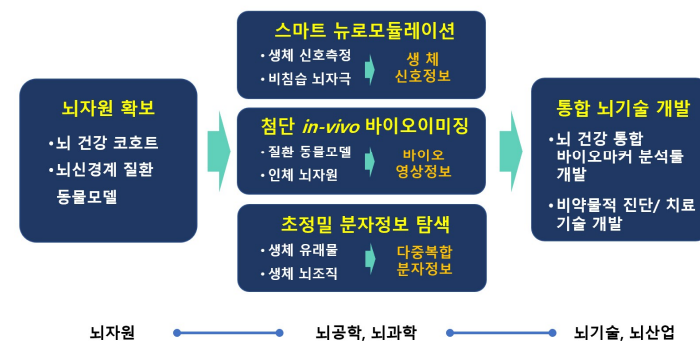 스마트 뉴로모듈레이션
• 생체 신호측정
• 비침습 뇌자극
생 체
신호정보
뇌자원 확보
• 뇌 건강 코호트
• 뇌신경계 질환
동물모델
첨단 in-vivo 바이오이미징
• 질환 동물모델
• 인체 뇌자원
바이오
영상정보
초정밀 분자정보 탐색
• 생체 유래물
• 생체 뇌조직
다중복합
분자정보
통합 뇌기술 개발
• 뇌 건강 통합
바이오마커 분석툴
개발
• 비약물적 진단/ 치료
기술 개발
뇌자원
뇌공학, 뇌과학
뇌기술, 뇌산업